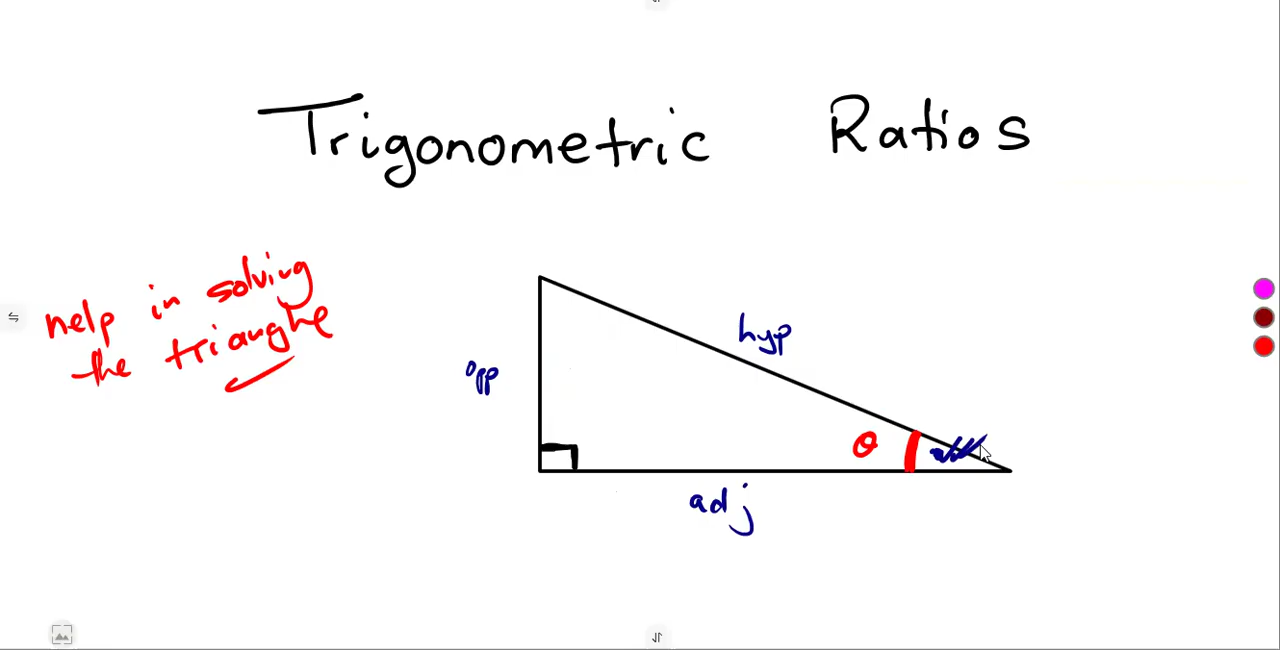 Trigonometric Ratios
help in solving
the triangle
hyp
opp
θ
adj